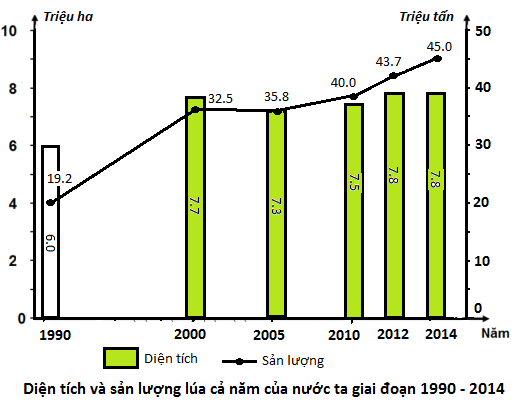 Triệu ha Triệu tấn
10 50
8 40
6 30
4 20
2 10
0 0
19.2 32.5 35.8 40.0 43.7 45.0
6.0 7.7 7.3 7.5 7.8 7.8
1990 2000 2005 2010 2012 2014 Năm
Diện tích Sản lượng
Diện tích và sản lượng lúa cả năm của nước ta giai đoạn 1990 - 2014